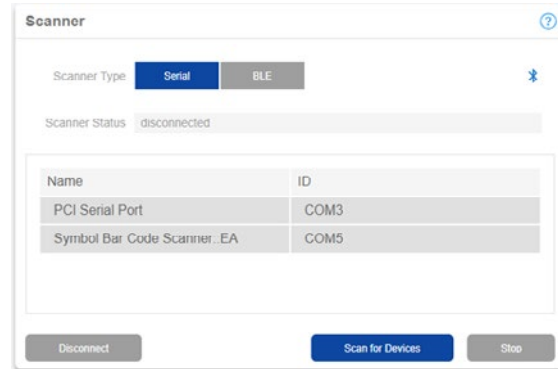 Scanner
Scanner Type Serial BLE
Scanner Status disconnected
Name ID
PCI Serial Port COM3
Symbol Bar Code Scanner..EA COM5
Disconnect Scan for Devices Stop